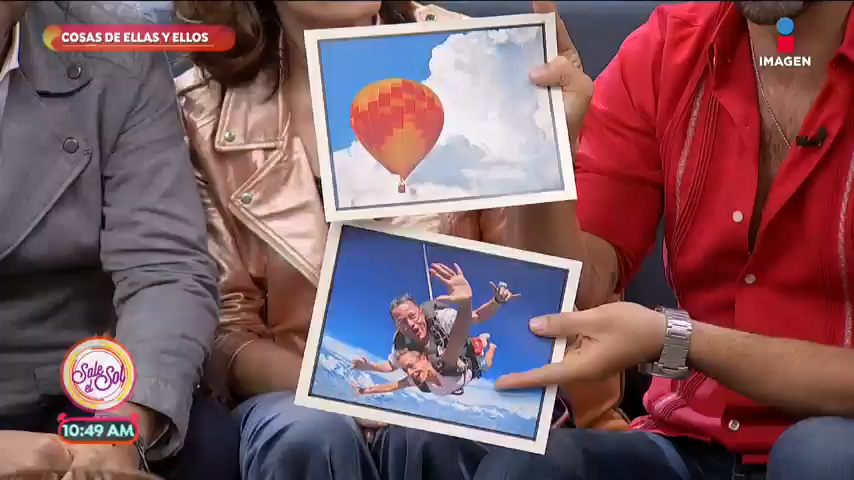 COSAS DE ELLAS Y ELLOS
IMAGEN
Sale
el Sol
10:49 AM